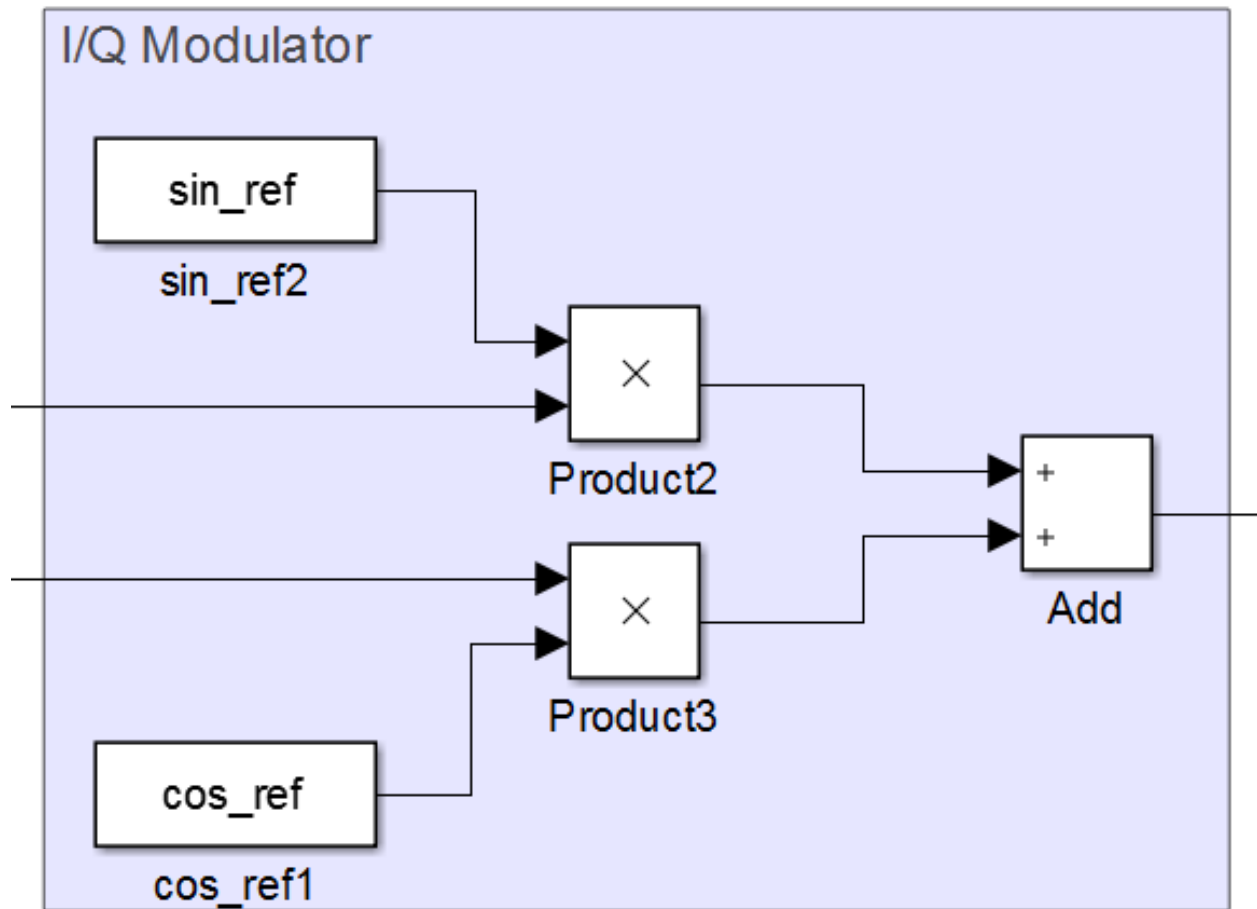 I/Q Modulator
sin_ref
sin_ref2
×
Product2
+
+
Add
×
Product3
cos_ref
cos_ref1